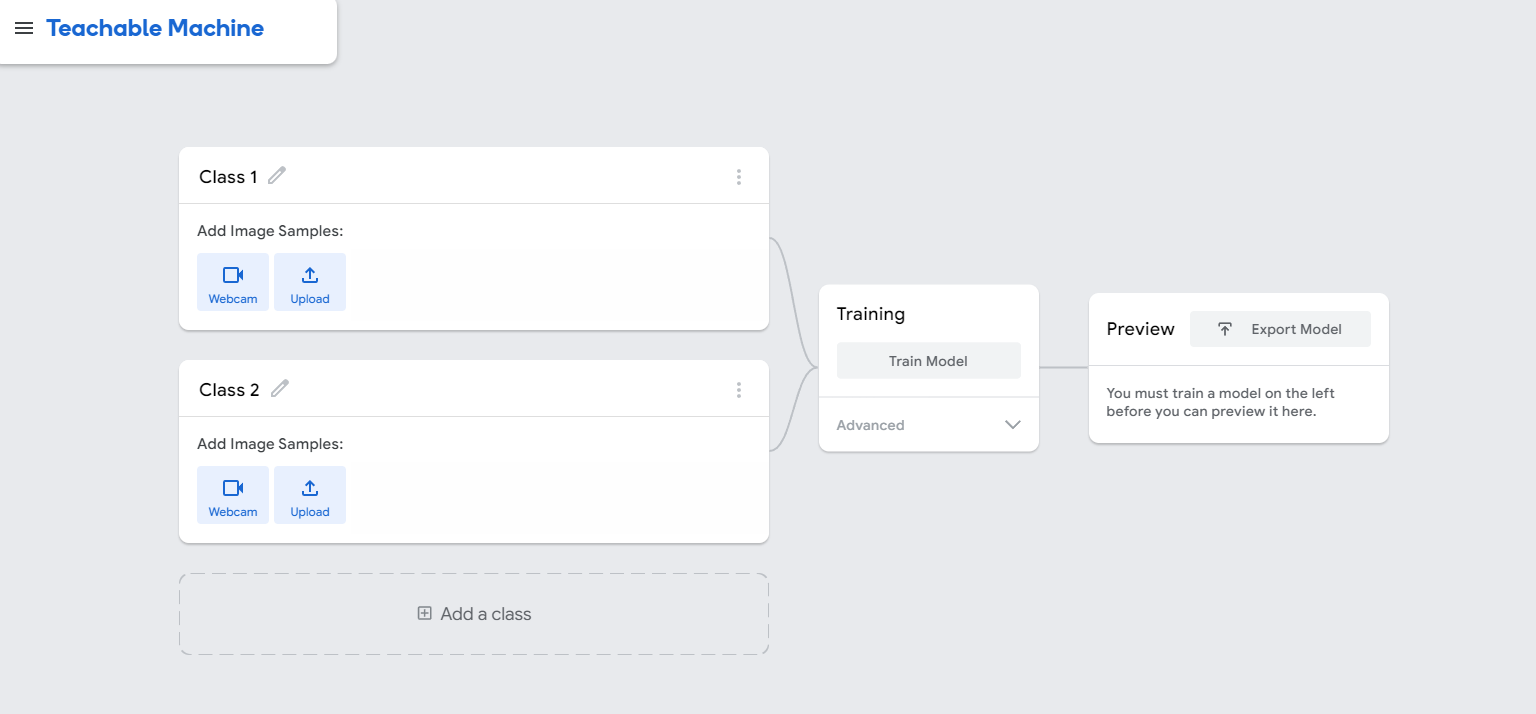 Teachable Machine
Class 1
Add Image Samples:
Webcam
Upload
Class 2
Add Image Samples:
Webcam
Upload
Add a class
Training
Train Model
Advanced
Preview
Export Model
You must train a model on the left
before you can preview it here.